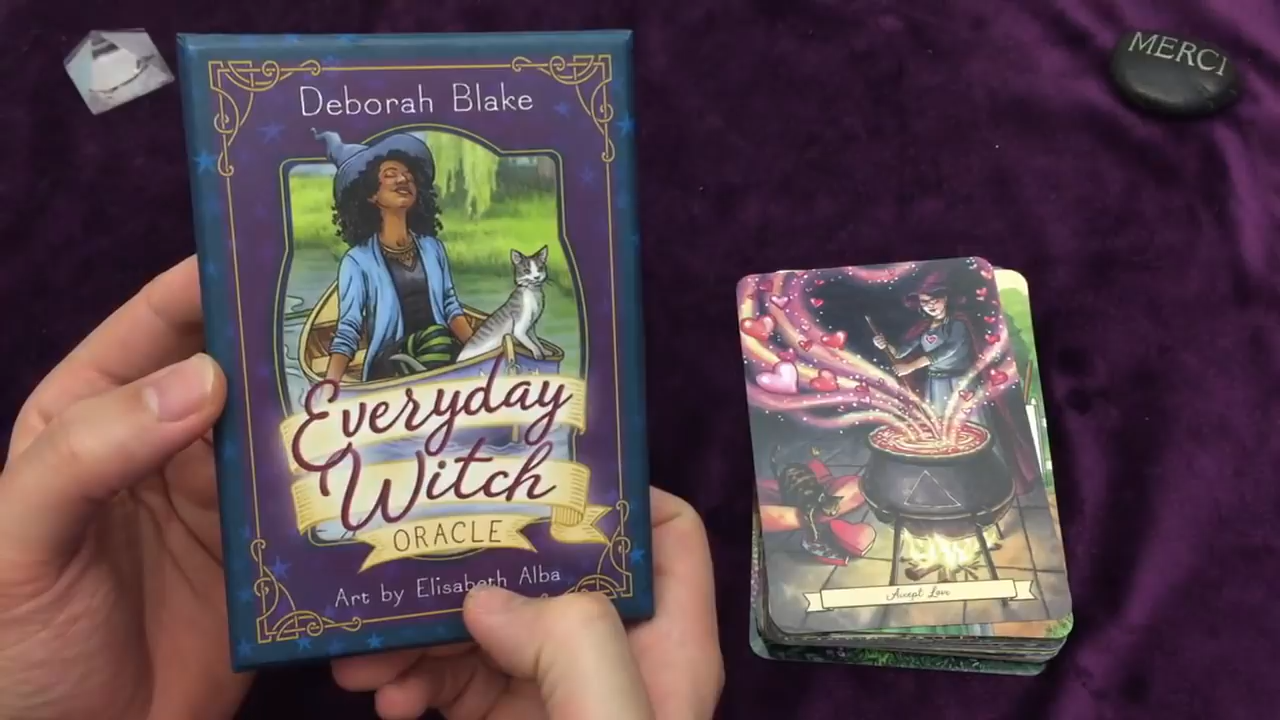 Deborah Blake
Everyday
Witch
ORACLE
Art by Elisabeth Alba
MERCI
Accept Love